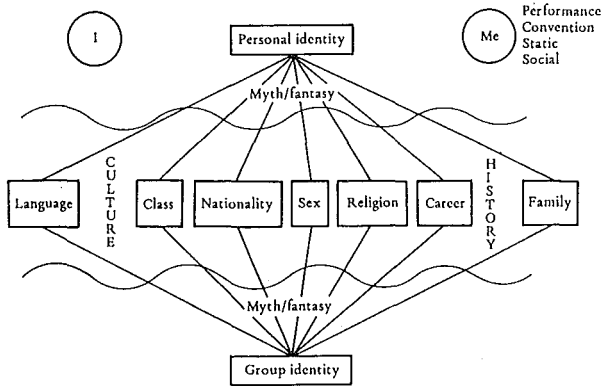 I
Personal identity
Me
Performance
Convention
Static
Social
Myth/fantasy
Language
CULTURE
Class
Nationality
Sex
Religion
Career
HISTORY
Family
Myth/fantasy
Group identity